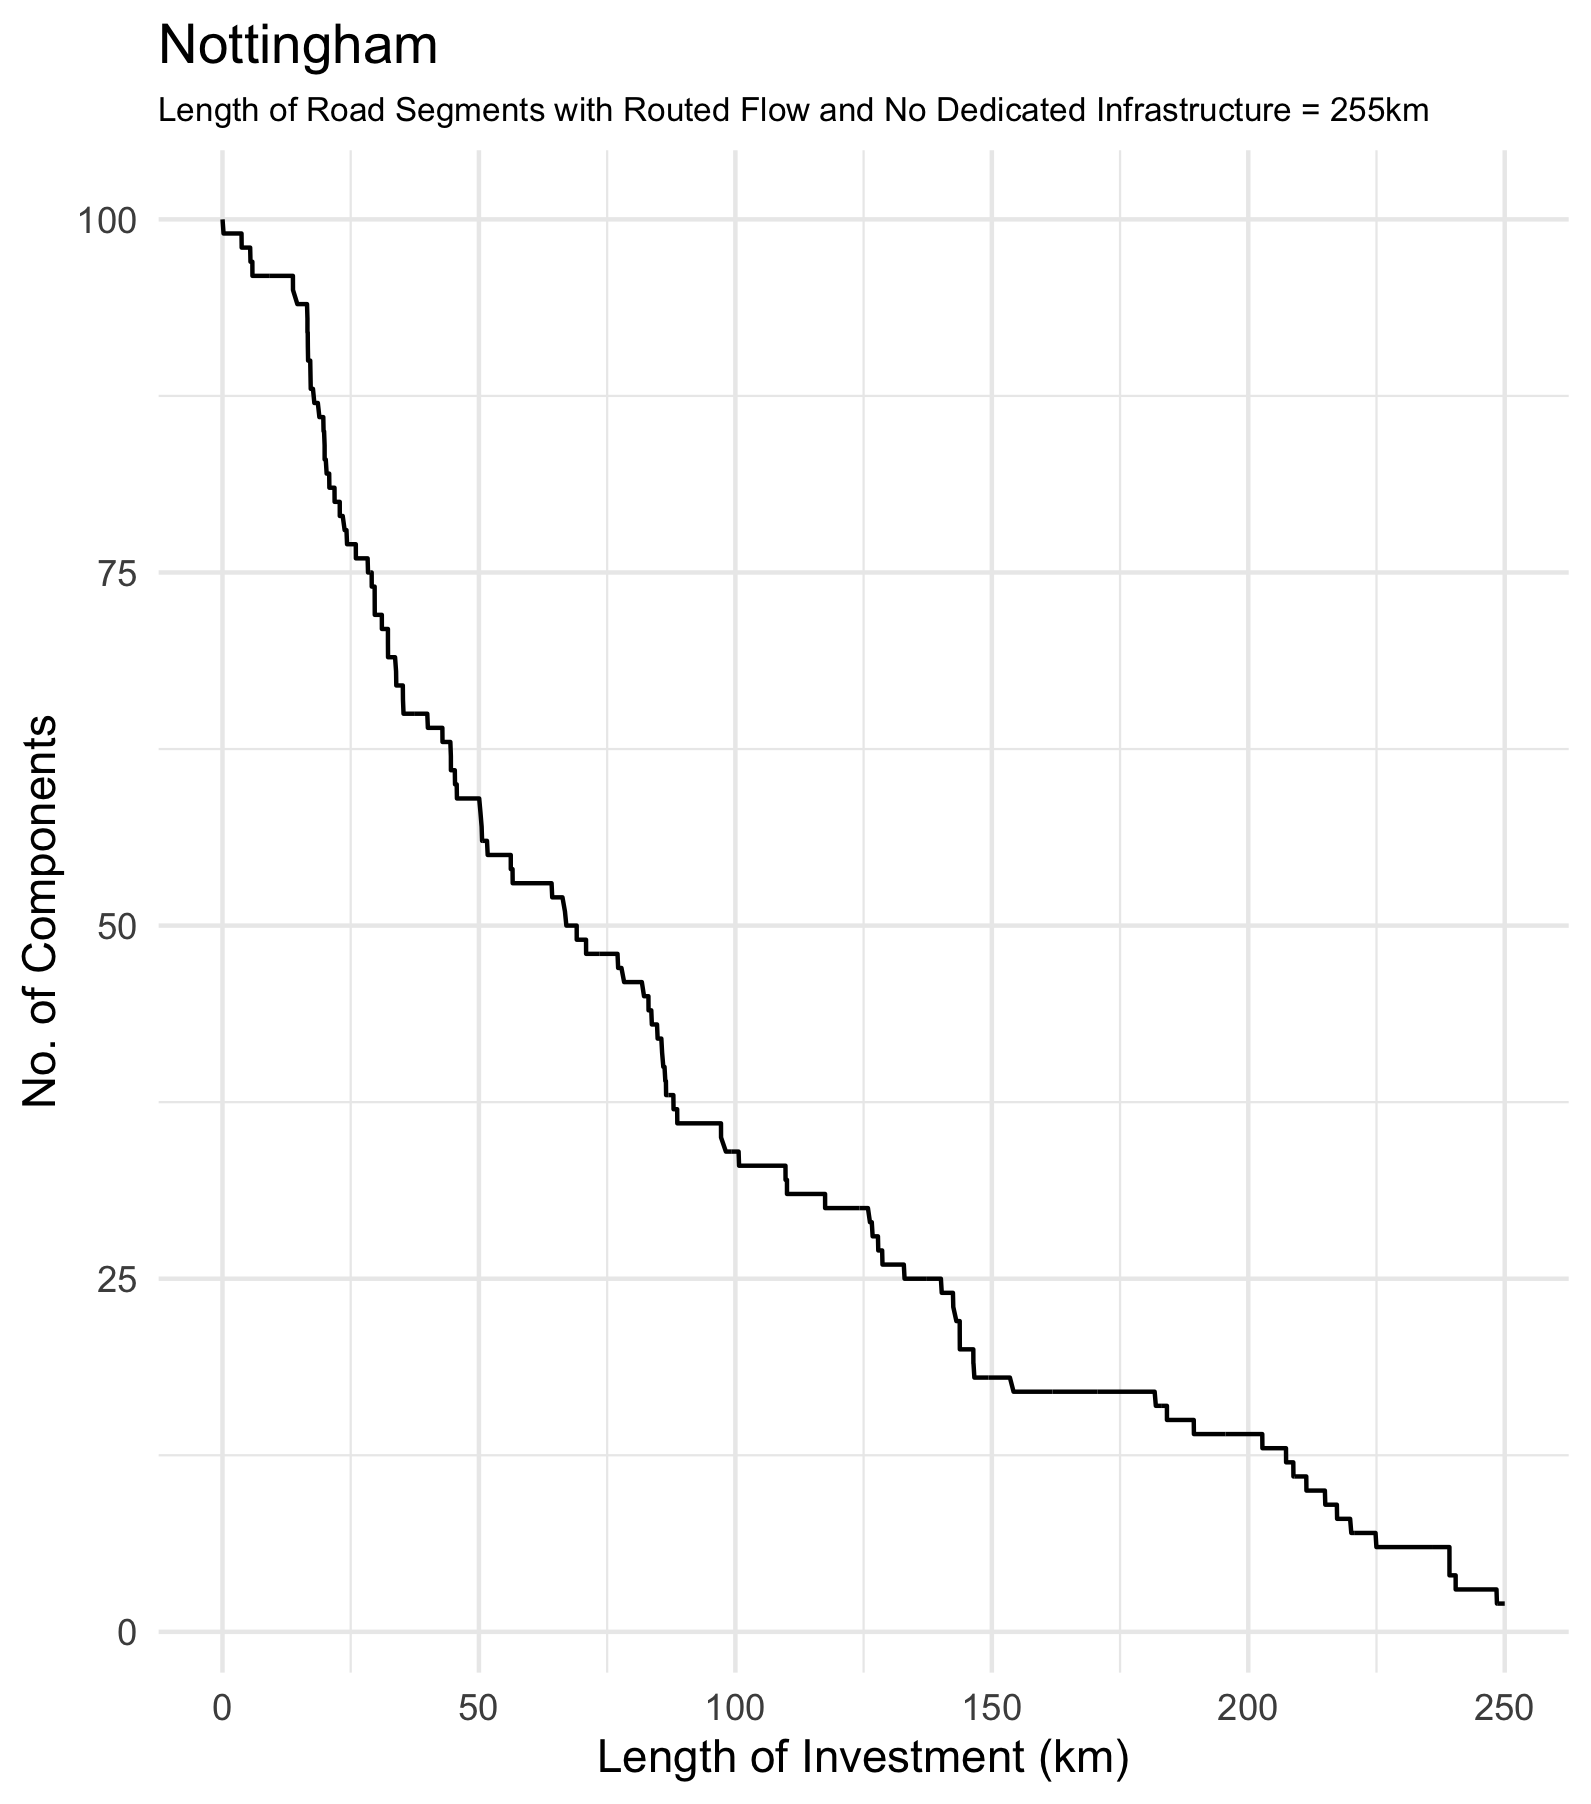 Nottingham
Length of Road Segments with Routed Flow and No Dedicated Infrastructure = 255km
100
75
50
25
0
No. of Components
0 50 100 150 200 250
Length of Investment (km)